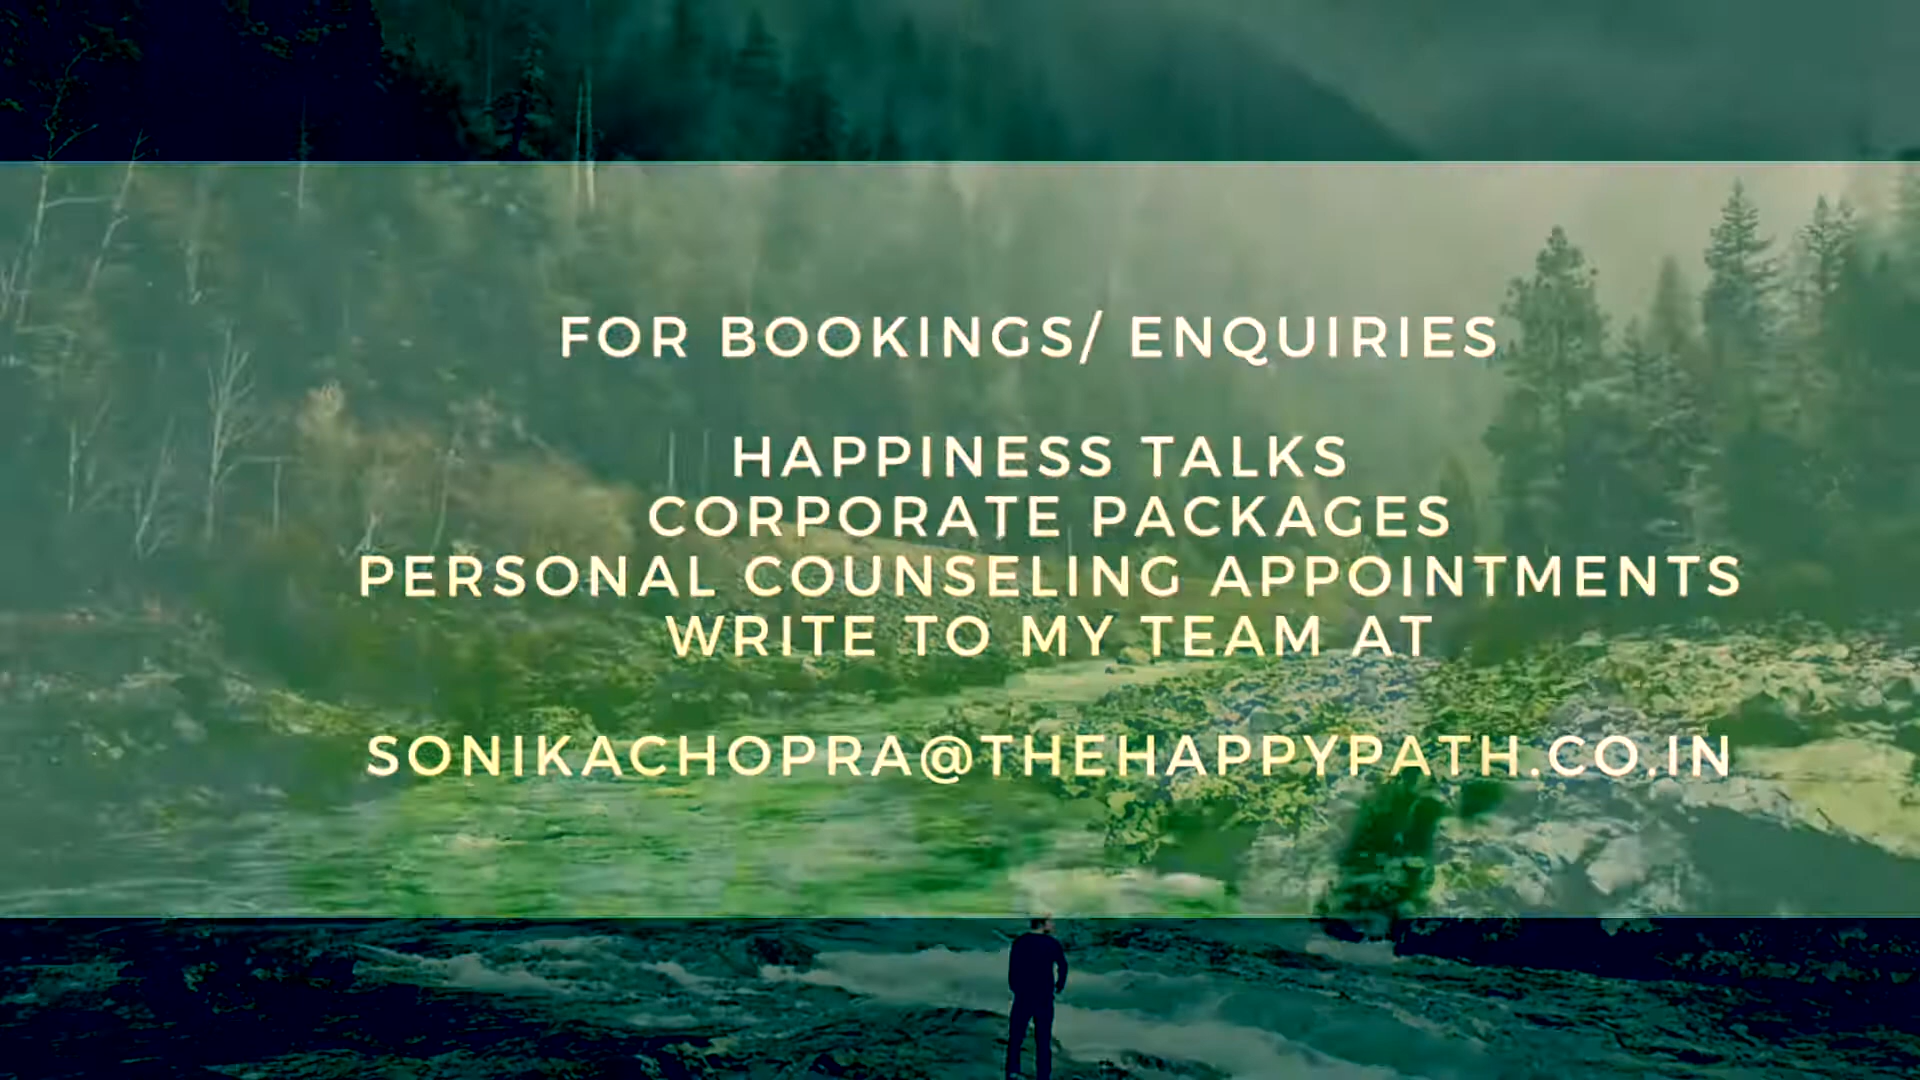 FOR BOOKINGS/ ENQUIRIES
HAPPINESS TALKS
CORPORATE PACKAGES
PERSONAL COUNSELING APPOINTMENTS
WRITE TO MY TEAM AT
SONIKACHOPRA@THEHAPPYPATH.CO.IN